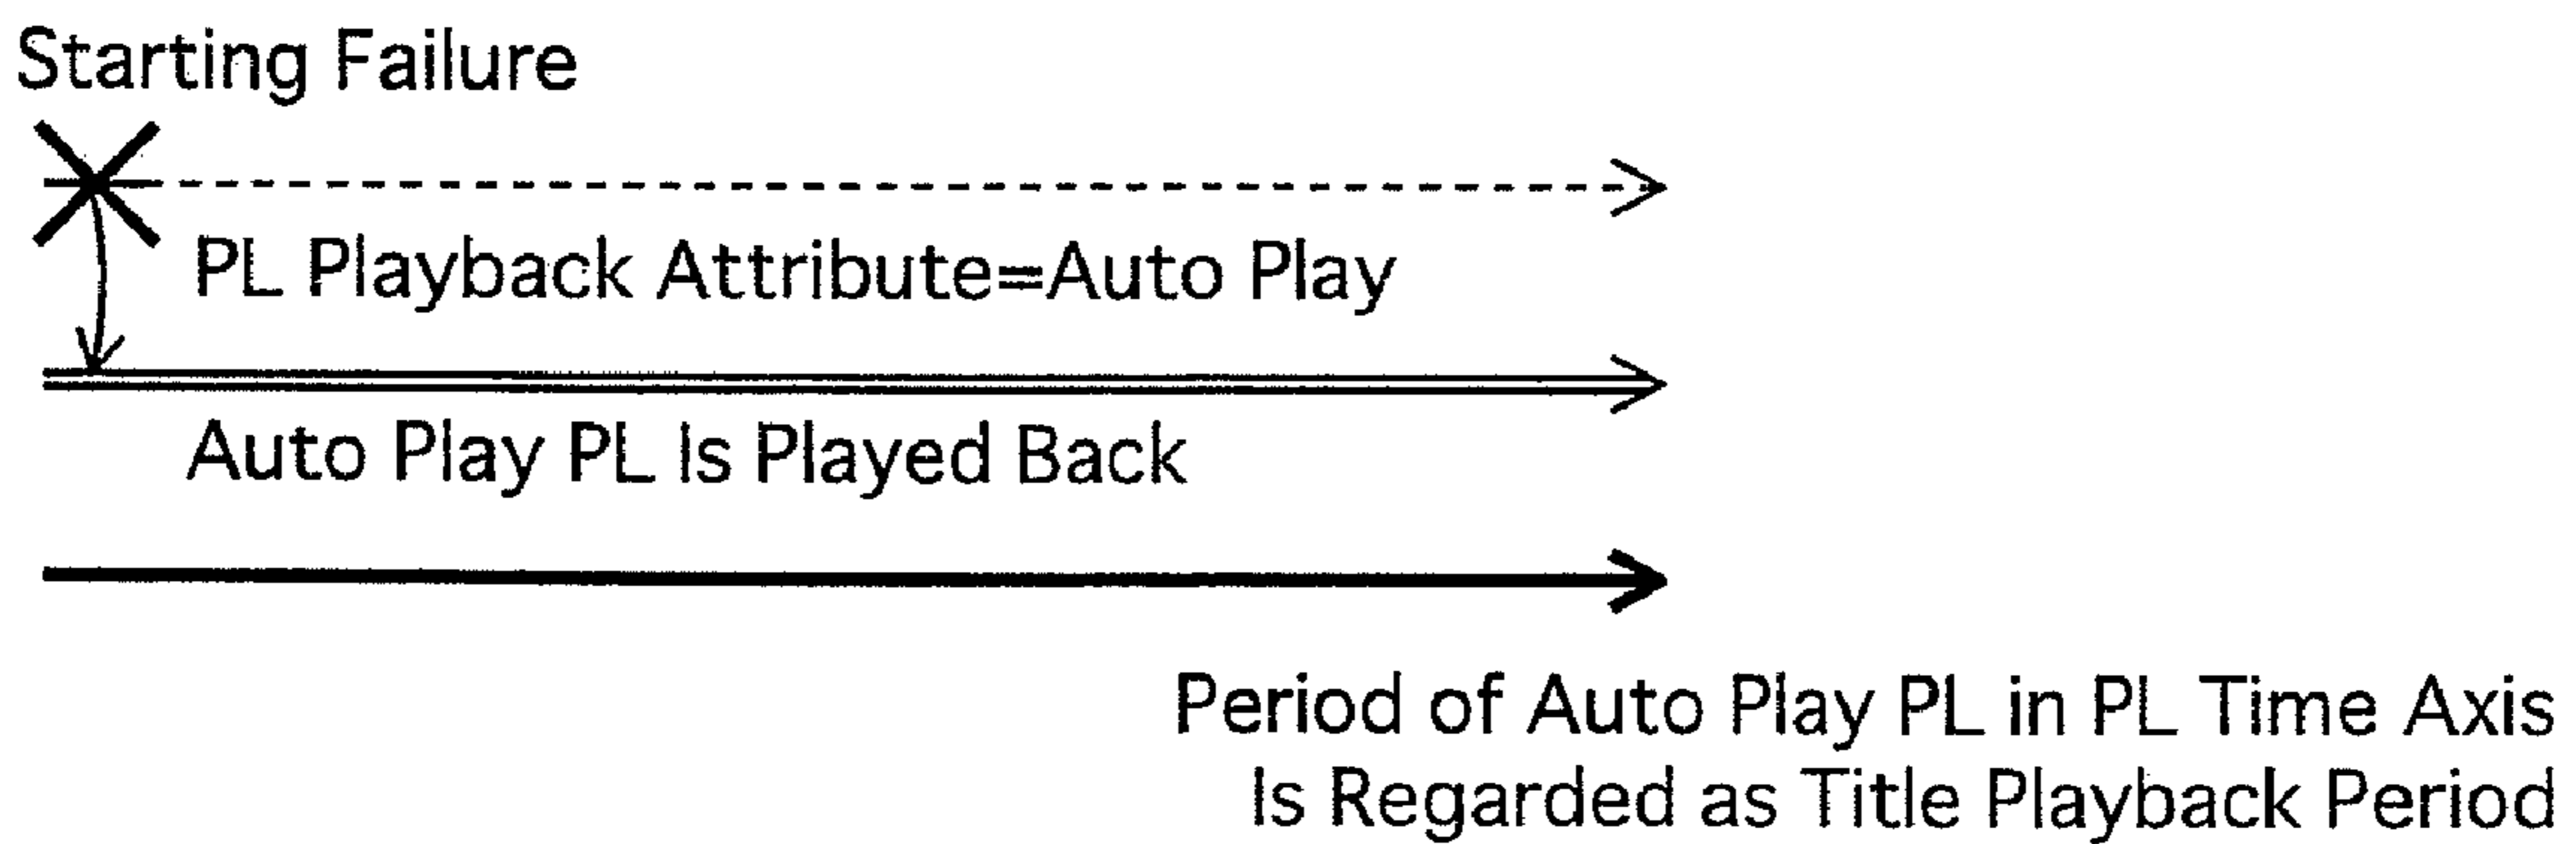 Starting Failure
PL Playback Attribute=Auto Play
Auto Play PL Is Played Back
Period of Auto Play PL in PL Time Axis
Is Regarded as Title Playback Period